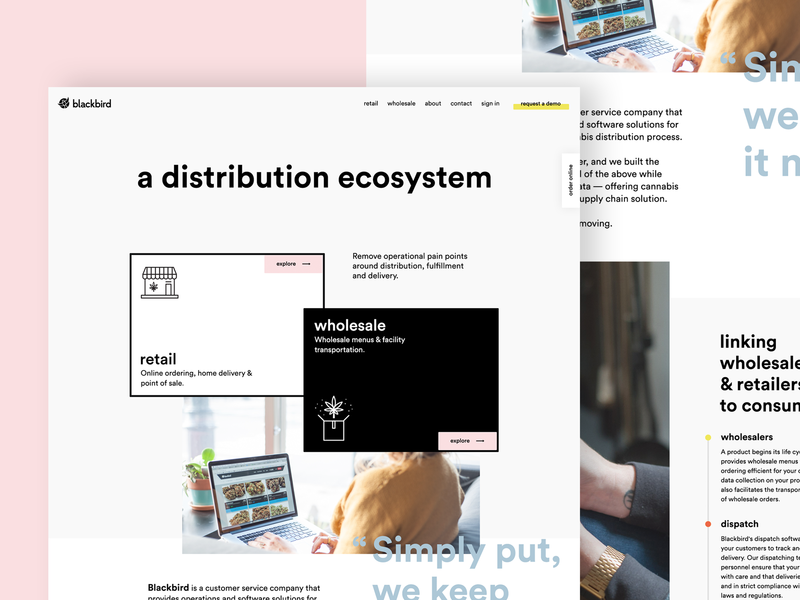 blackbird
retail wholesale about contact sign in request a demo
a distribution ecosystem
order online
explore
Remove operational pain points
around distribution, fulfillment
and delivery.
retail
Online ordering, home delivery &
point of sale.
wholesale
Wholesale menus & facility
transportation.
explore
“ Simply put,
we keep
Blackbird is a customer service company that
provides operations and software solutions for
“ Sim
we
it m
er service company that
d software solutions for
abis distribution process.
er, and we built the
l of the above while
ata — offering cannabis
upply chain solution.
moving.
linking
wholesale
& retailers
to consum
wholesalers
A product begins its life cyc
provides wholesale menus
ordering efficient for your c
data collection on your pro
also facilitates the transpor
of wholesale orders.
dispatch
Blackbird's dispatch softwa
your customers to track an
delivery. Our dispatching te
personnel ensure that your
with care and that deliverie
and in strict compliance wi
laws and regulations.